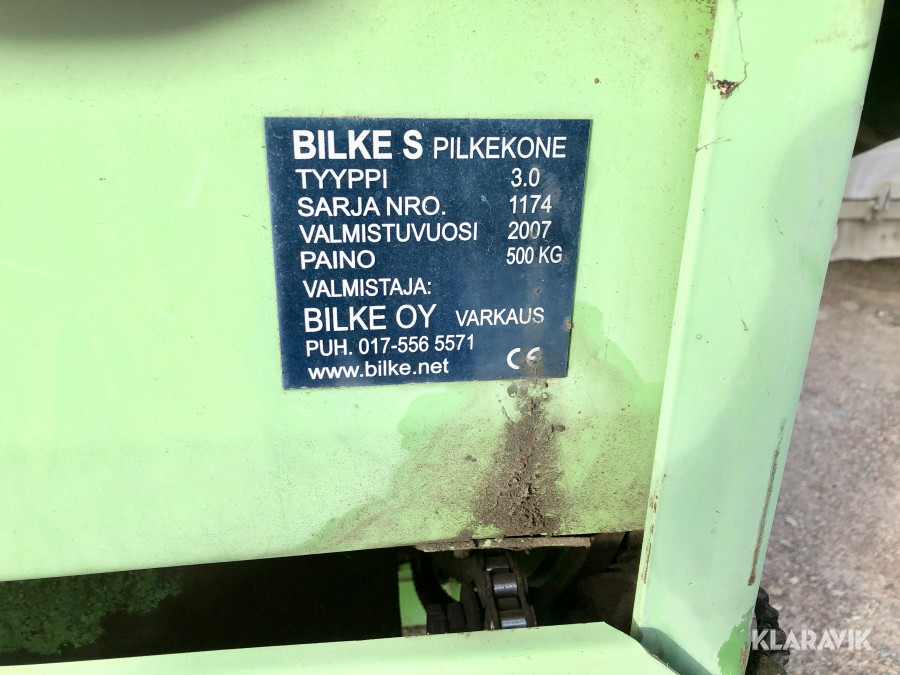 BILKE S PILKEKONE
TYYPPI 3.0
SARJA NRO. 1174
VALMISTUVUOSI 2007
PAINO 500 KG
VALMISTAJA:
BILKE OY VARKAUS
PUH. 017-556 5571
www.bilke.net CE
KLARAVIK